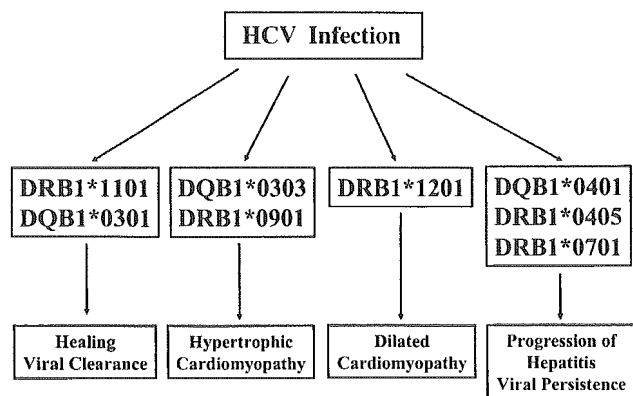 HCV Infection
DRB1*1101
DQB1*0301
DQB1*0303
DRB1*0901
DRB1*1201
DQB1*0401
DRB1*0405
DRB1*0701
Healing
Viral Clearance
Hypertrophic
Cardiomyopathy
Dilated
Cardiomyopathy
Progression of
Hepatitis
Viral Persistence